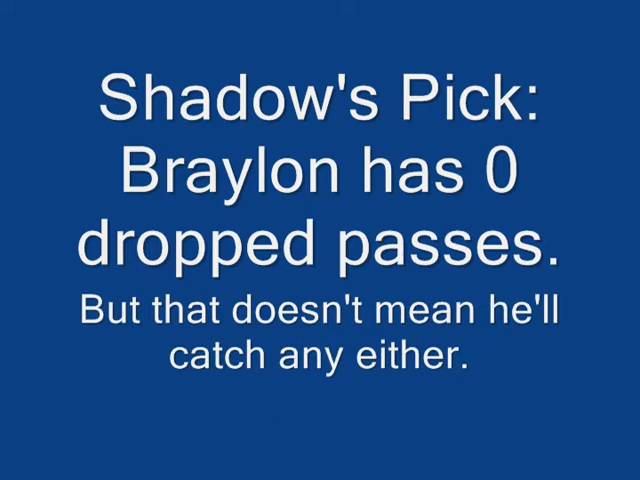 Shadow's Pick:
Braylon has 0
dropped passes.
But that doesn't mean he'll
catch any either.